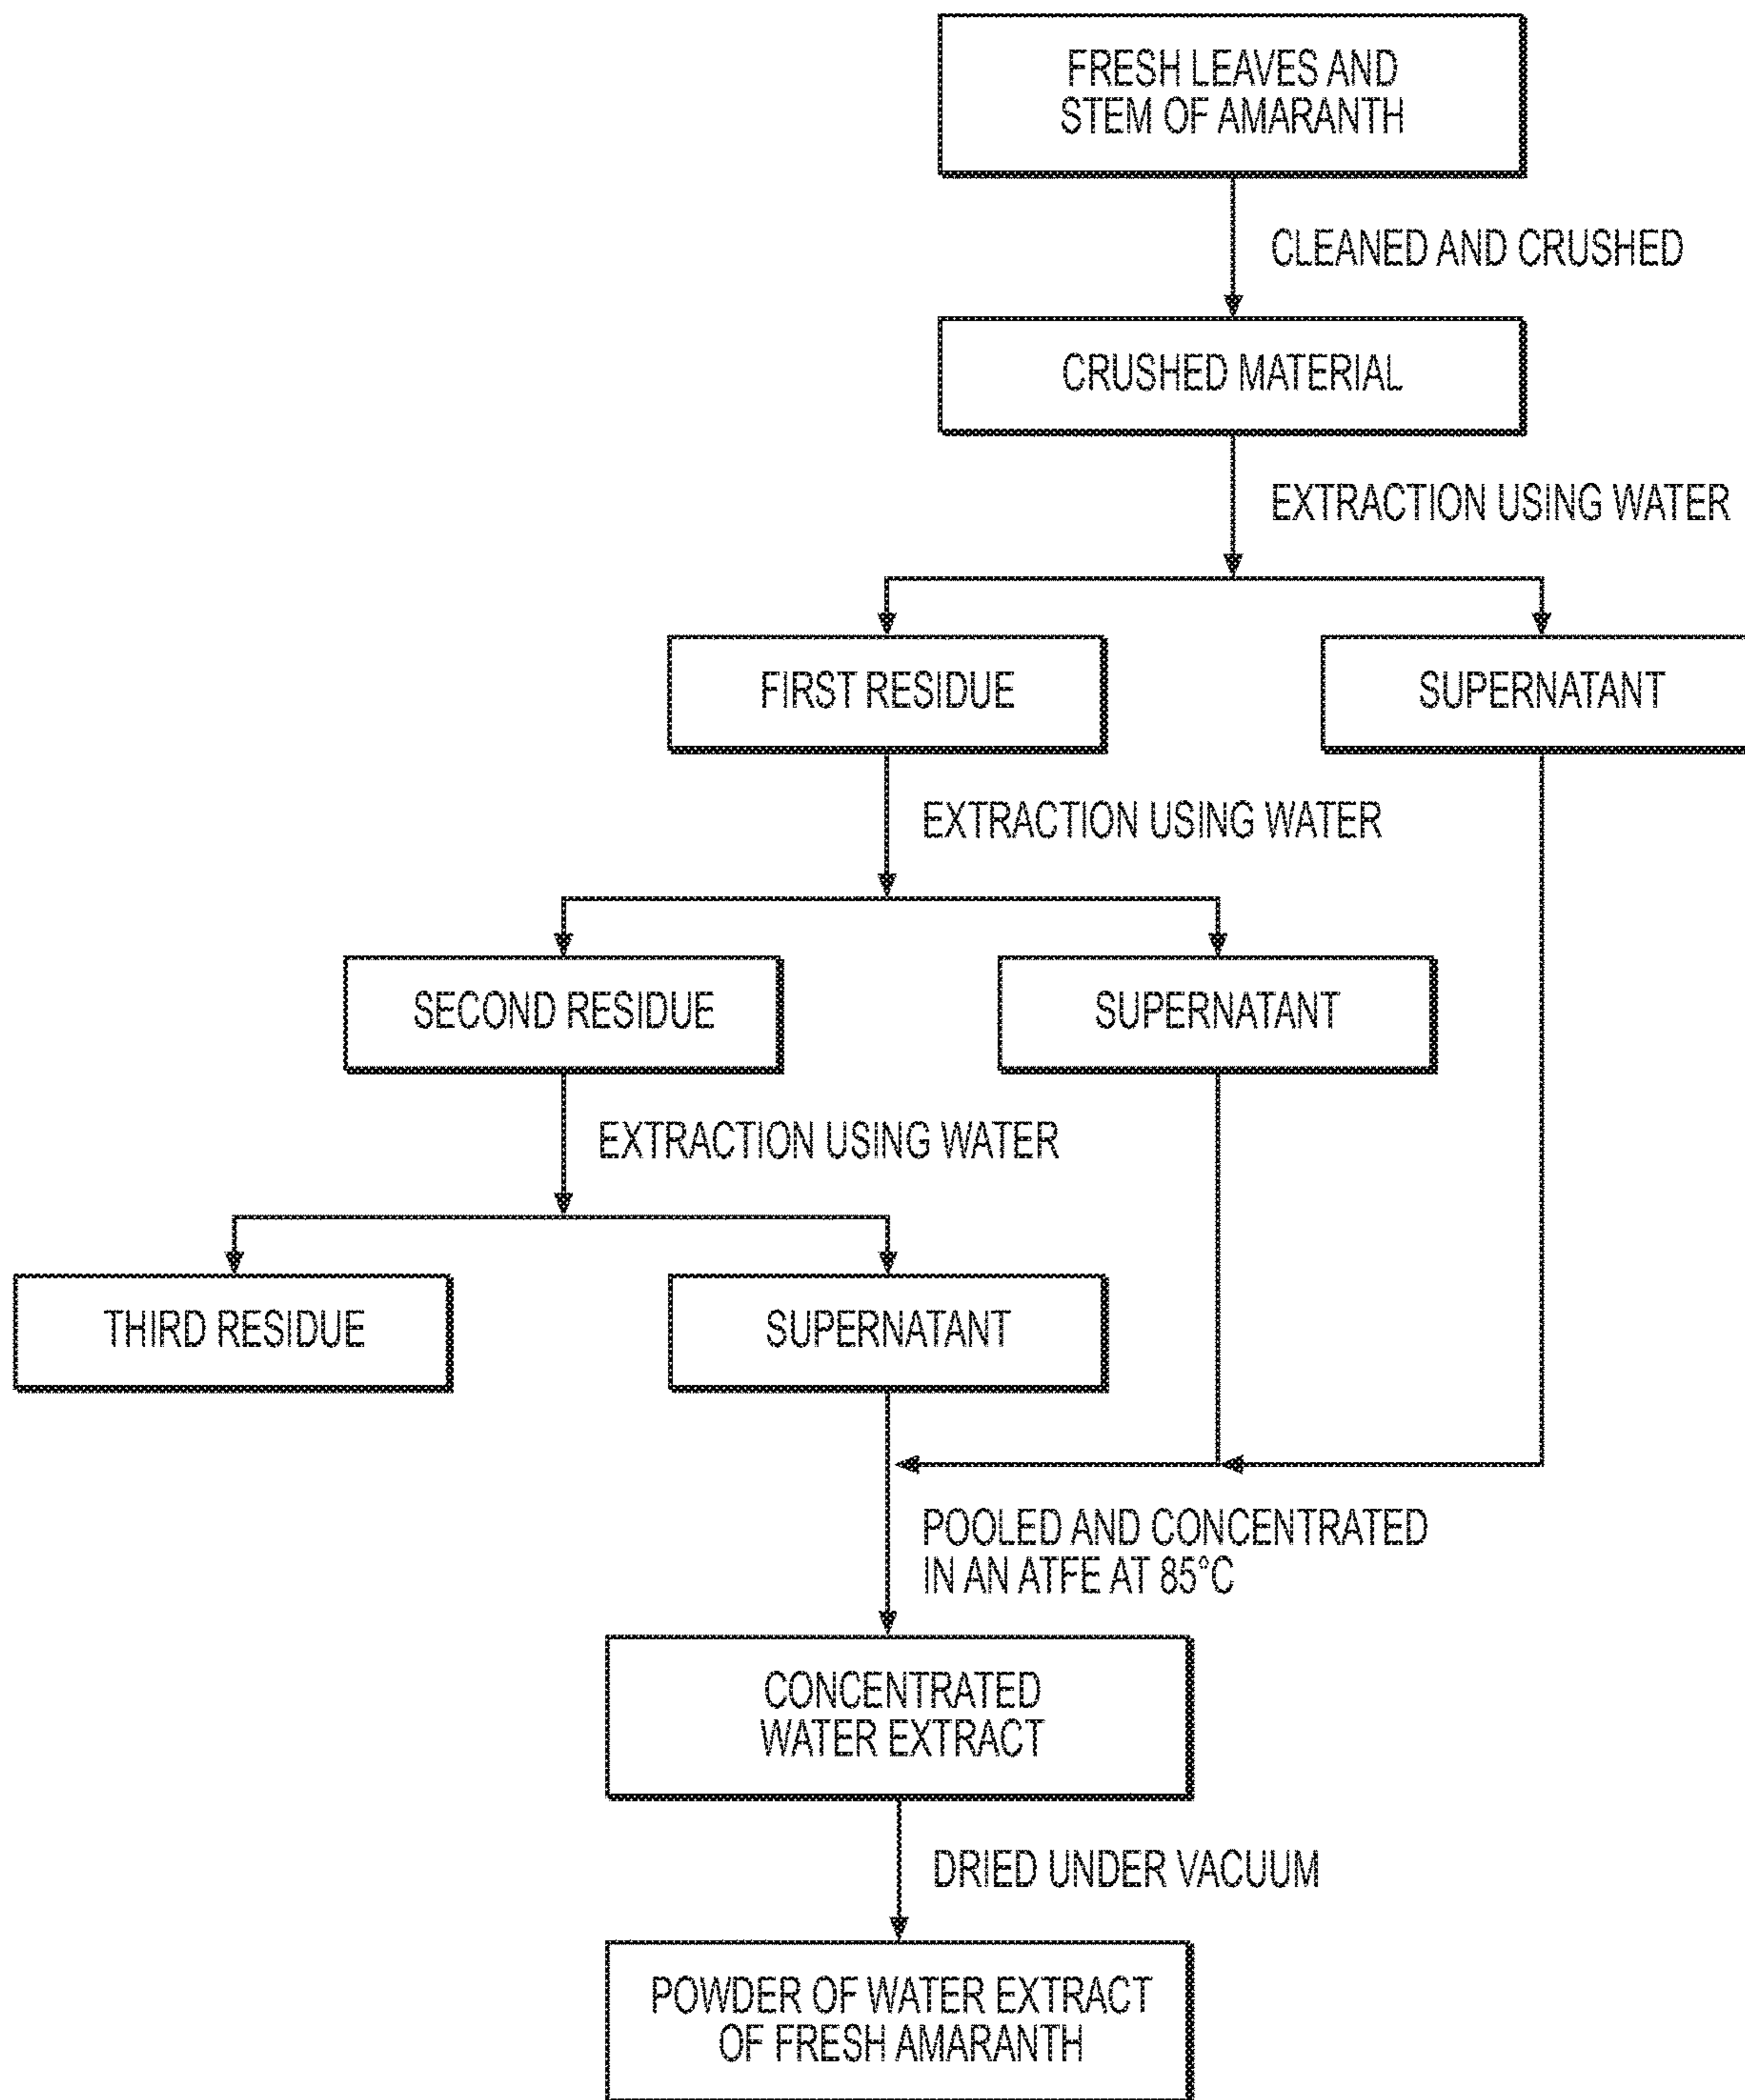 FRESH LEAVES AND
STEM OF AMARANTH
CLEANED AND CRUSHED
CRUSHED MATERIAL
EXTRACTION USING WATER
FIRST RESIDUE
SUPERNATANT
EXTRACTION USING WATER
SECOND RESIDUE
SUPERNATANT
EXTRACTION USING WATER
THIRD RESIDUE
SUPERNATANT
POOLED AND CONCENTRATED
IN AN ATFE AT 85°C
CONCENTRATED
WATER EXTRACT
DRIED UNDER VACUUM
POWDER OF WATER EXTRACT
OF FRESH AMARANTH